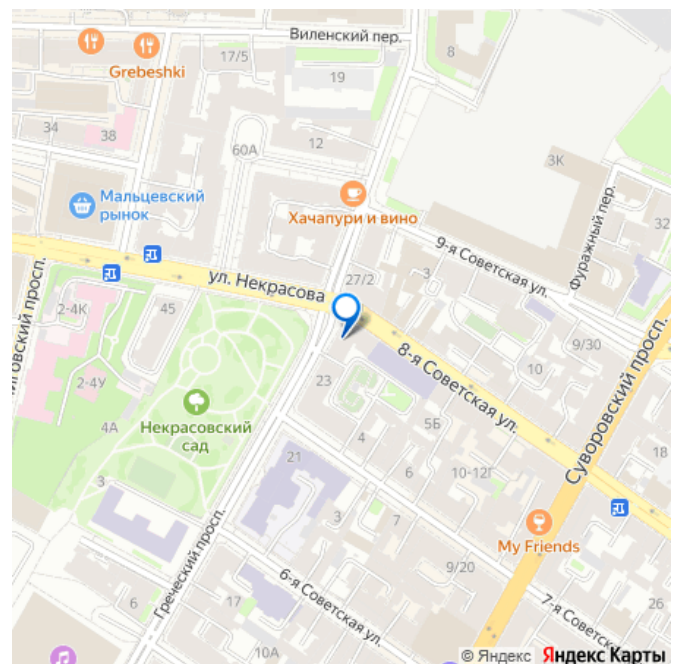 Виленский пер.
17/5
8
Grebeshki
19
34
38
12
60А
3К
Мальцевский
рынок
Хачапури и вино
Фуражный пер.
32
9-я Советская ул.
ул. Некрасова
27/2
3
2-4К
45
9/30
8-я Советская ул.
10
Суворовский просп.
2-4У
23
Некрасовский
сад
4А
5Б
4
18
21
6
10-12Г
3
3
7
My Friends
Греческий просп.
9/20
6-я Советская ул.
7-я Советская
6
17
26
10А
© Яндекс Яндекс Карты